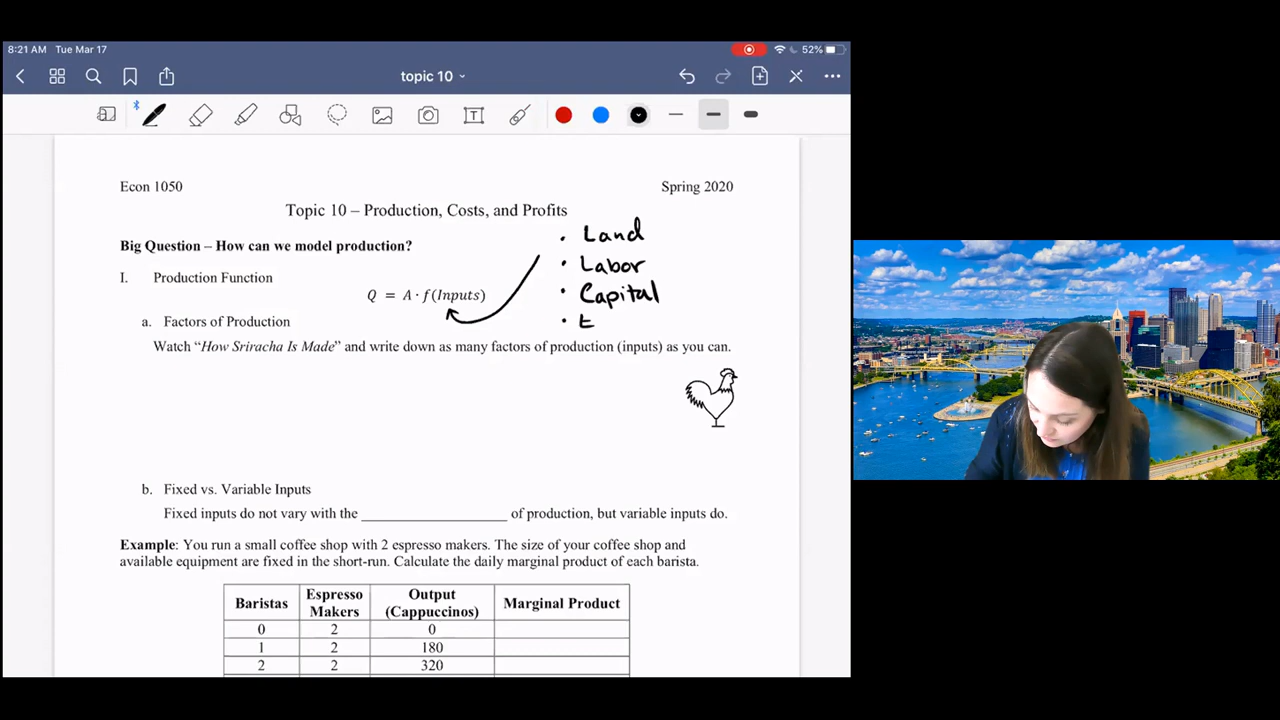 8:21 AM Tue Mar 17
52%
topic 10
T
Econ 1050
Spring 2020
Topic 10 – Production, Costs, and Profits
Big Question – How can we model production?
• Land
• Labor
• Capital
• E
I. Production Function
Q = A · f(Inputs)
a. Factors of Production
Watch “How Sriracha Is Made” and write down as many factors of production (inputs) as you can.
b. Fixed vs. Variable Inputs
Fixed inputs do not vary with the ________________ of production, but variable inputs do.
Example: You run a small coffee shop with 2 espresso makers. The size of your coffee shop and
available equipment are fixed in the short-run. Calculate the daily marginal product of each barista.
Baristas Espresso Makers Output (Cappuccinos) Marginal Product
0 2 0
1 2 180
2 2 320